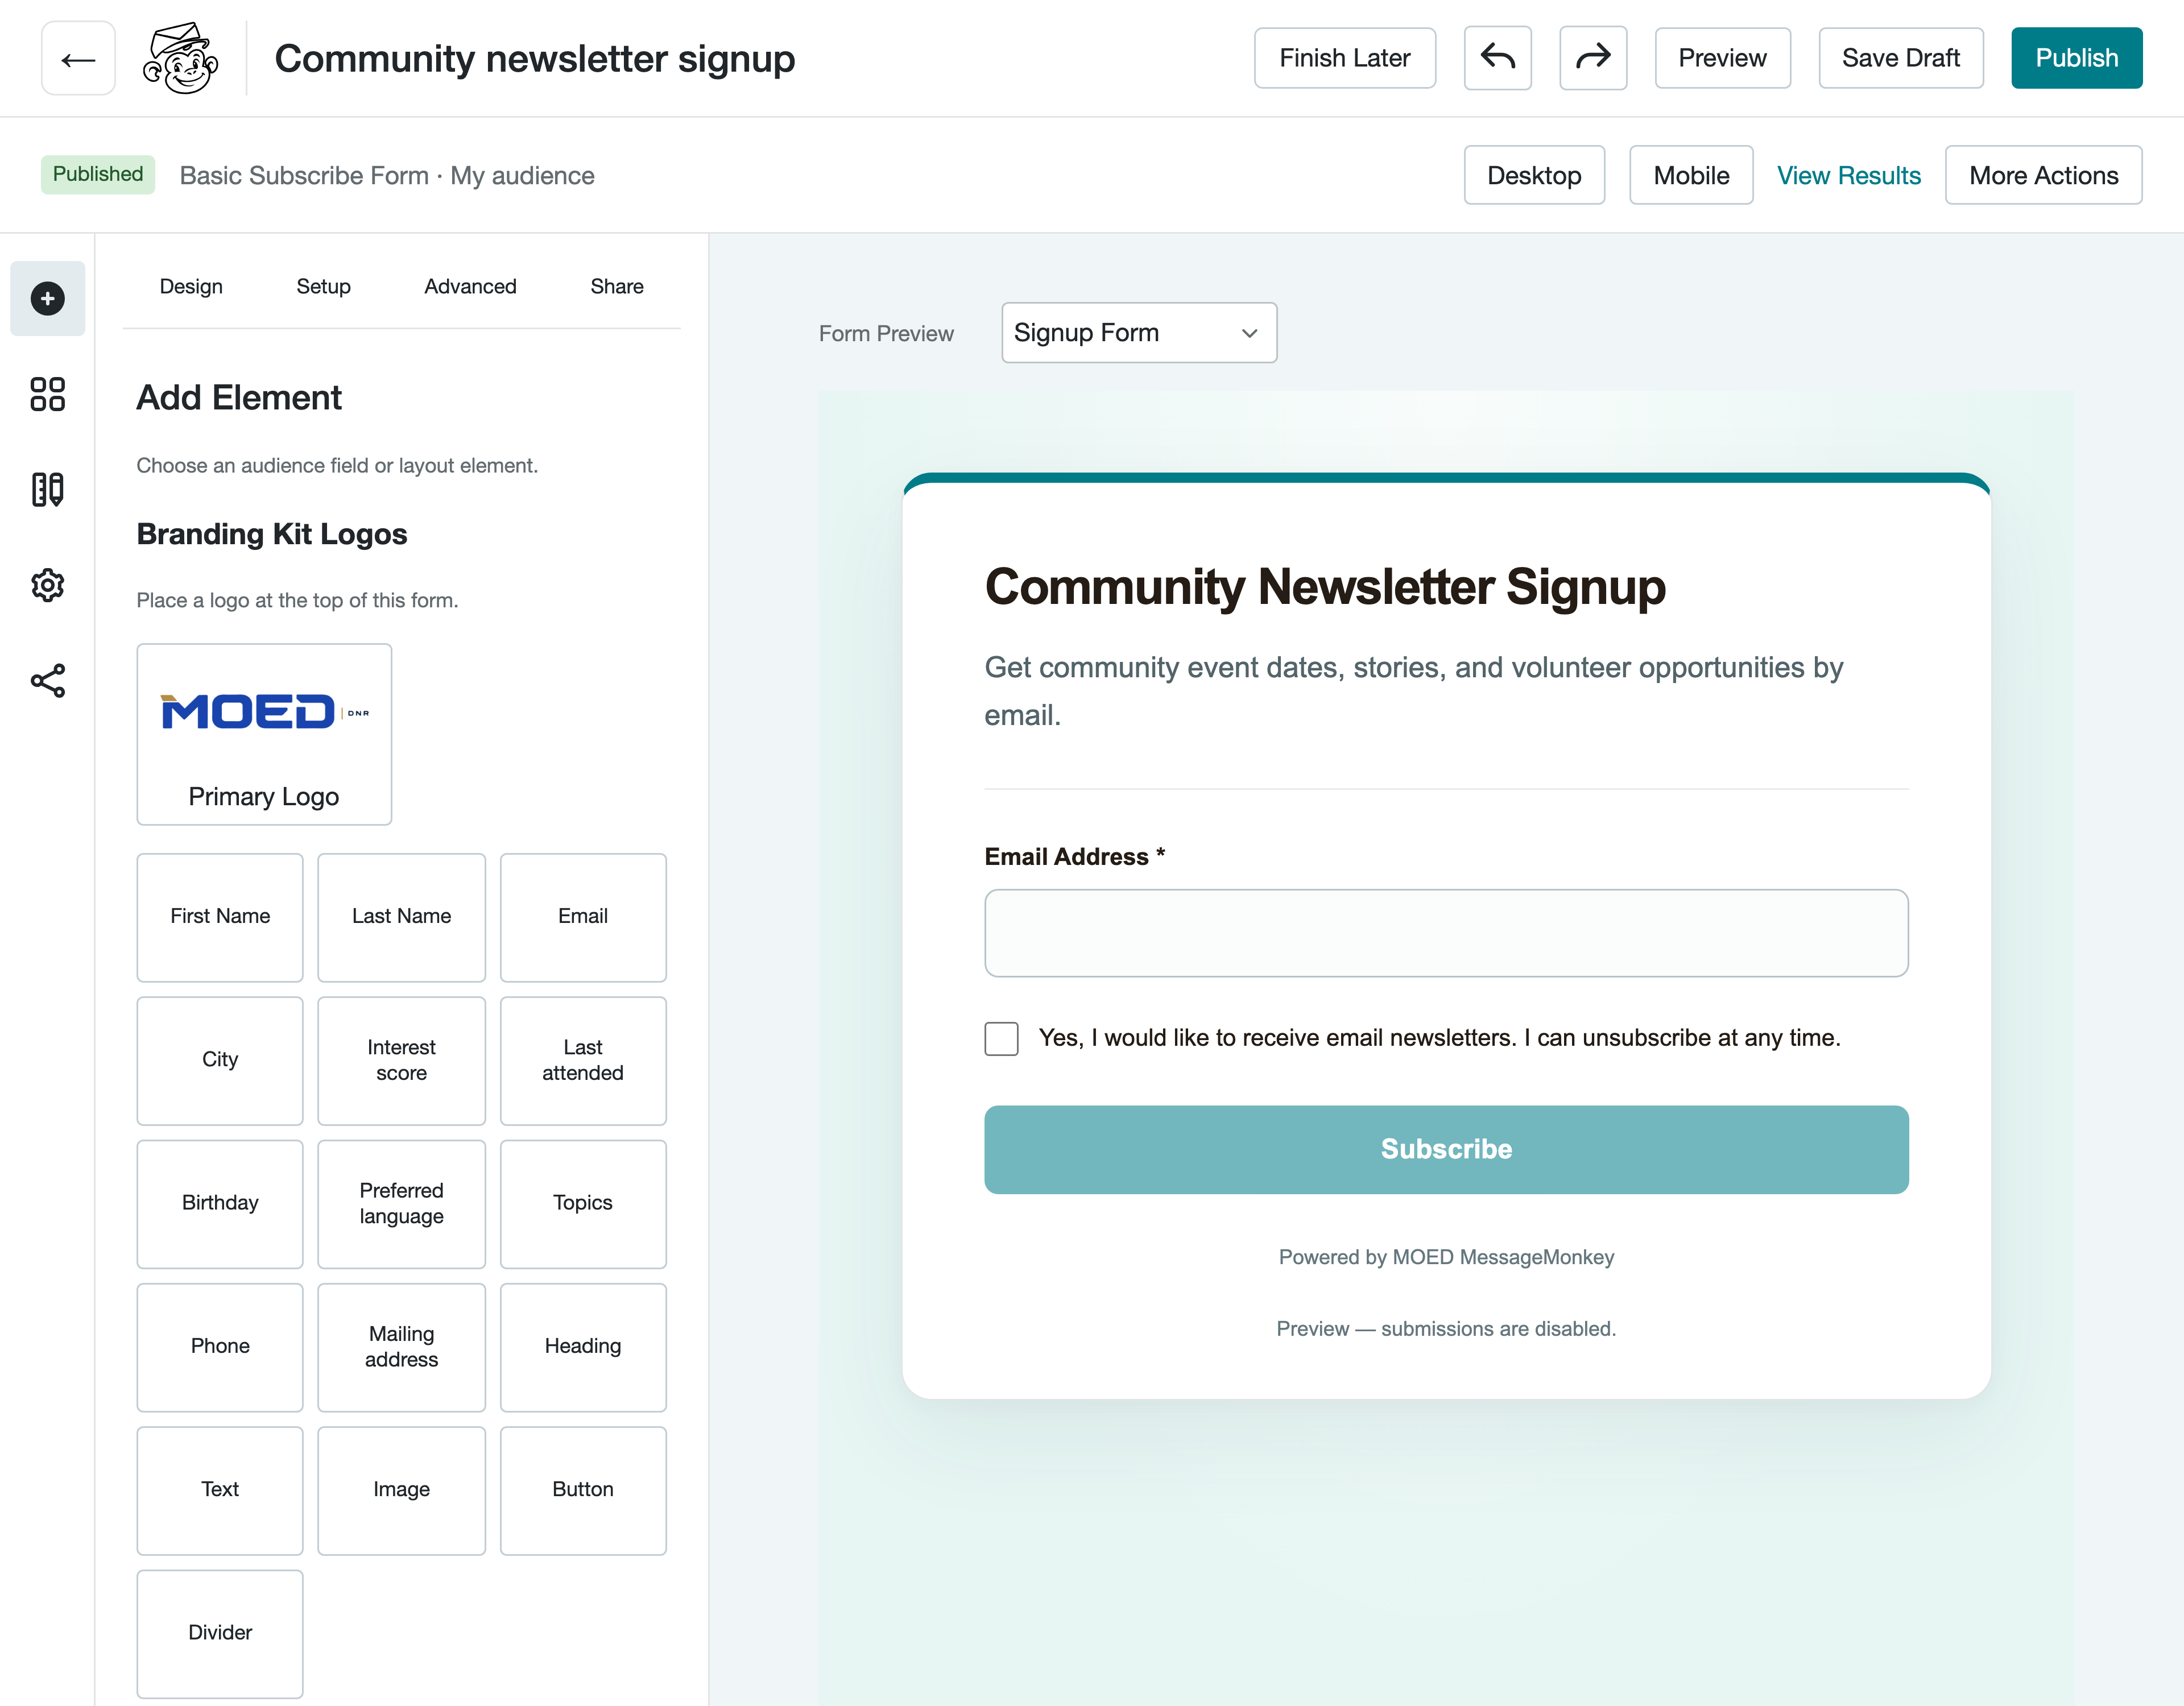 Community newsletter signup
Finish Later
Preview
Save Draft
Publish
Published
Basic Subscribe Form · My audience
Desktop
Mobile
View Results
More Actions
Design
Setup
Advanced
Share
Add Element
Choose an audience field or layout element.
Branding Kit Logos
Place a logo at the top of this form.
MOED | DNR
Primary Logo
First Name
Last Name
Email
City
Interest
score
Last
attended
Birthday
Preferred
language
Topics
Phone
Mailing
address
Heading
Text
Image
Button
Divider
Form Preview
Signup Form
Community Newsletter Signup
Get community event dates, stories, and volunteer opportunities by
email.
Email Address *
Yes, I would like to receive email newsletters. I can unsubscribe at any time.
Subscribe
Powered by MOED MessageMonkey
Preview — submissions are disabled.